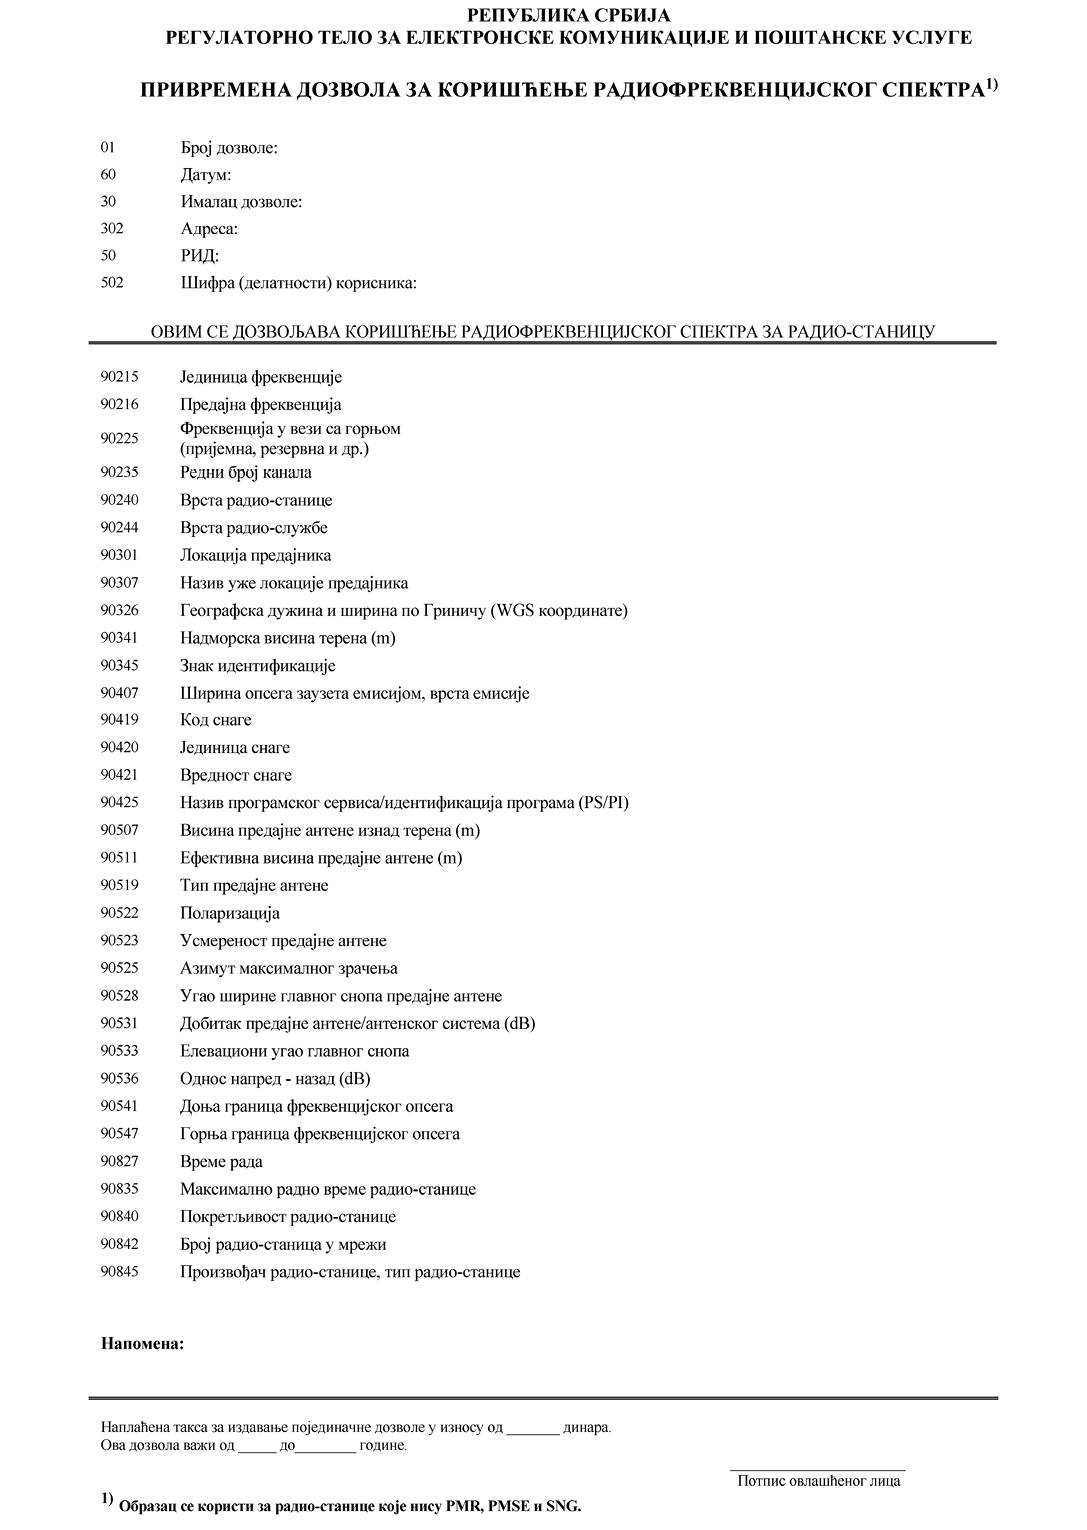 РЕПУБЛИКА СРБИЈА
РЕГУЛАТОРНО ТЕЛО ЗА ЕЛЕКТРОНСКЕ КОМУНИКАЦИЈЕ И ПОШТАНСКЕ УСЛУГЕ
ПРИВРЕМЕНА ДОЗВОЛА ЗА КОРИШЋЕЊЕ РАДИОФРЕКВЕНЦИЈСКОГ СПЕКТРА1)
01 Број дозволе:
60 Датум:
30 Ималац дозволе:
302 Адреса:
50 РИД:
502 Шифра (делатности) корисника:
ОВИМ СЕ ДОЗВОЉАВА КОРИШЋЕЊЕ РАДИОФРЕКВЕНЦИЈСКОГ СПЕКТРА ЗА РАДИО-СТАНИЦУ
90215 Јединица фреквенције
90216 Предајна фреквенција
90225 Фреквенција у вези са горњом
(пријемна, резервна и др.)
90235 Редни број канала
90240 Врста радио-станице
90244 Врста радио-службе
90301 Локација предајника
90307 Назив уже локације предајника
90326 Географска дужина и ширина по Гриничу (WGS координате)
90341 Надморска висина терена (m)
90345 Знак идентификације
90407 Ширина опсега заузета емисијом, врста емисије
90419 Код снаге
90420 Јединица снаге
90421 Вредност снаге
90425 Назив програмског сервиса/идентификација програма (PS/PI)
90507 Висина предајне антене изнад терена (m)
90511 Ефективна висина предајне антене (m)
90519 Тип предајне антене
90522 Поларизација
90523 Усмереност предајне антене
90525 Азимут максималног зрачења
90528 Угао ширине главног снопа предајне антене
90531 Добитак предајне антене/антенског система (dB)
90533 Елевациони угао главног снопа
90536 Однос напред - назад (dB)
90541 Доња граница фреквенцијског опсега
90547 Горња граница фреквенцијског опсега
90827 Време рада
90835 Максимално радно време радио-станице
90840 Покретљивост радио-станице
90842 Број радио-станица у мрежи
90845 Произвођач радио-станице, тип радио-станице
Напомена:
Наплаћена такса за издавање појединачне дозволе у износу од _______ динара.
Ова дозвола важи од _____ до________ године.
Потпис овлашћеног лица
1) Образац се користи за радио-станице које нису PMR, PMSE и SNG.